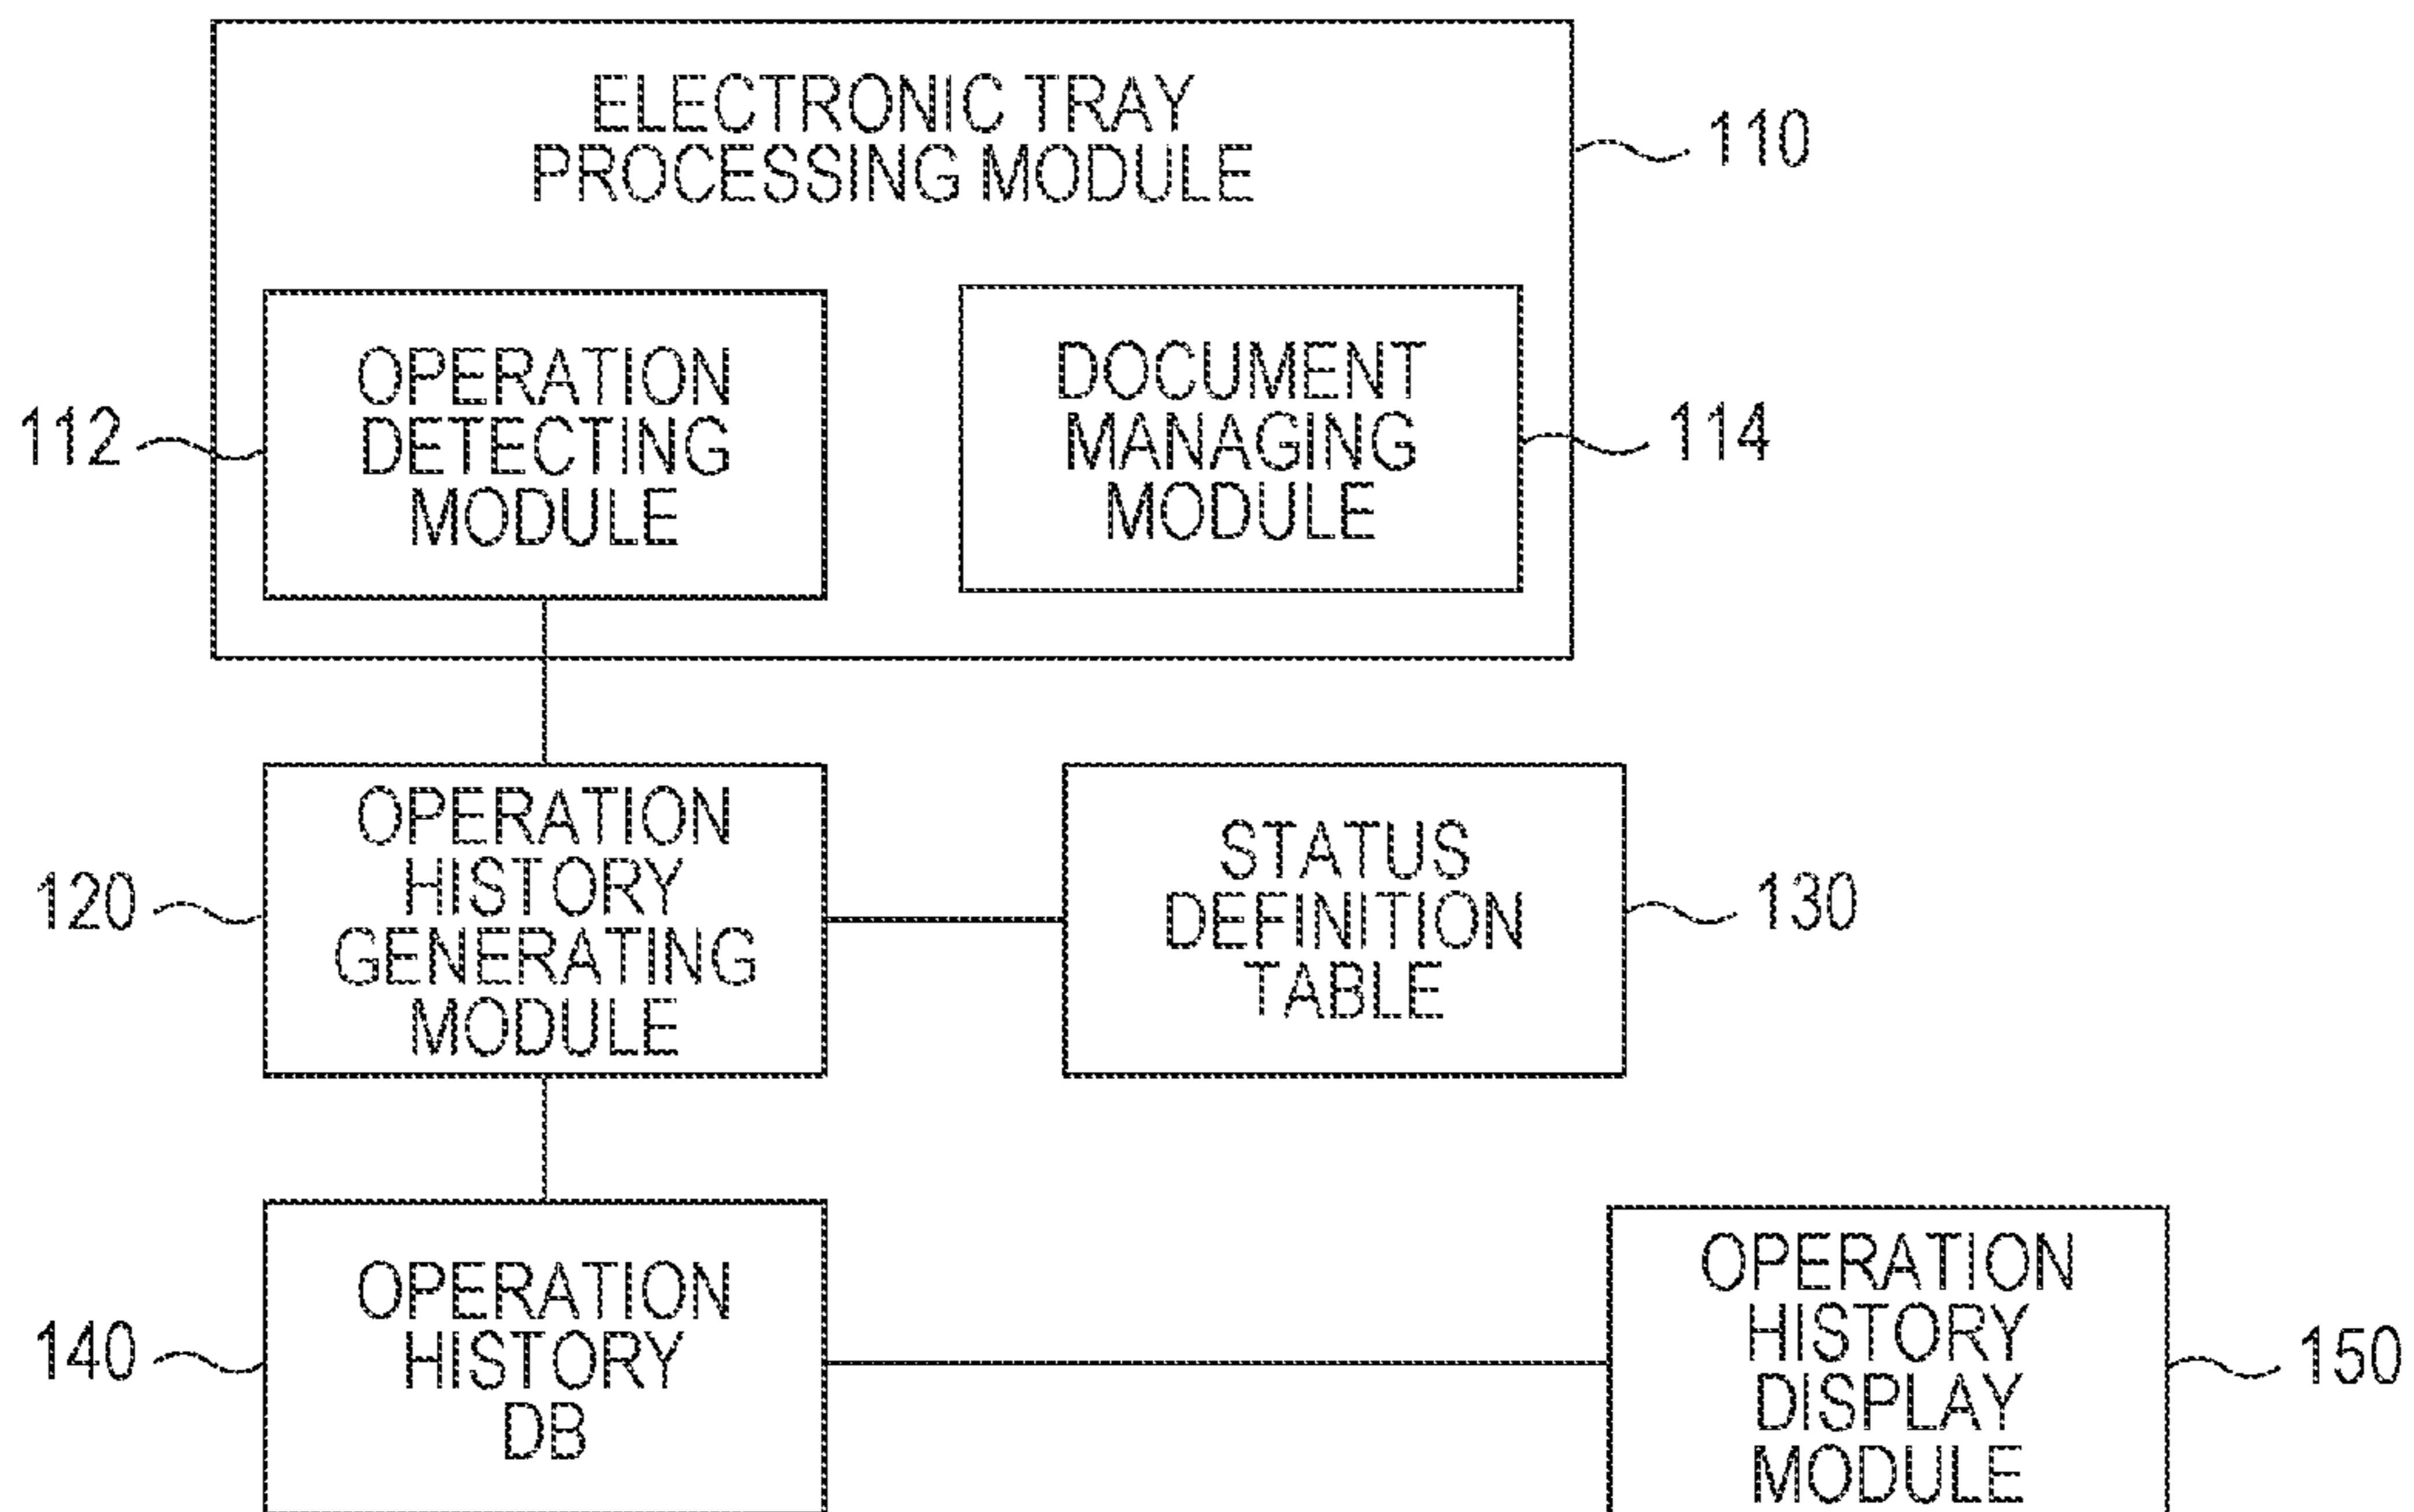 ELECTRONIC TRAY
PROCESSING MODULE
110
OPERATION
DETECTING
MODULE
112
DOCUMENT
MANAGING
MODULE
114
OPERATION
HISTORY
GENERATING
MODULE
120
STATUS
DEFINITION
TABLE
130
OPERATION
HISTORY
DB
140
OPERATION
HISTORY
DISPLAY
MODULE
150